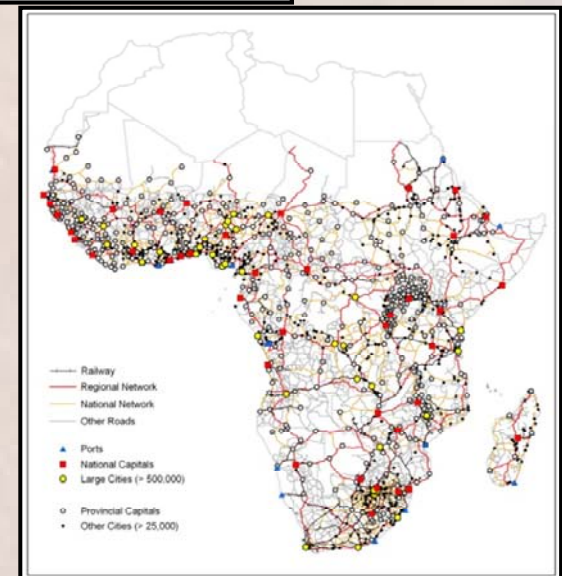 Railway
Regional Network
National Network
Other Roads
Ports
National Capitals
Large Cities (> 500,000)
Provincial Capitals
Other Cities (> 25,000)